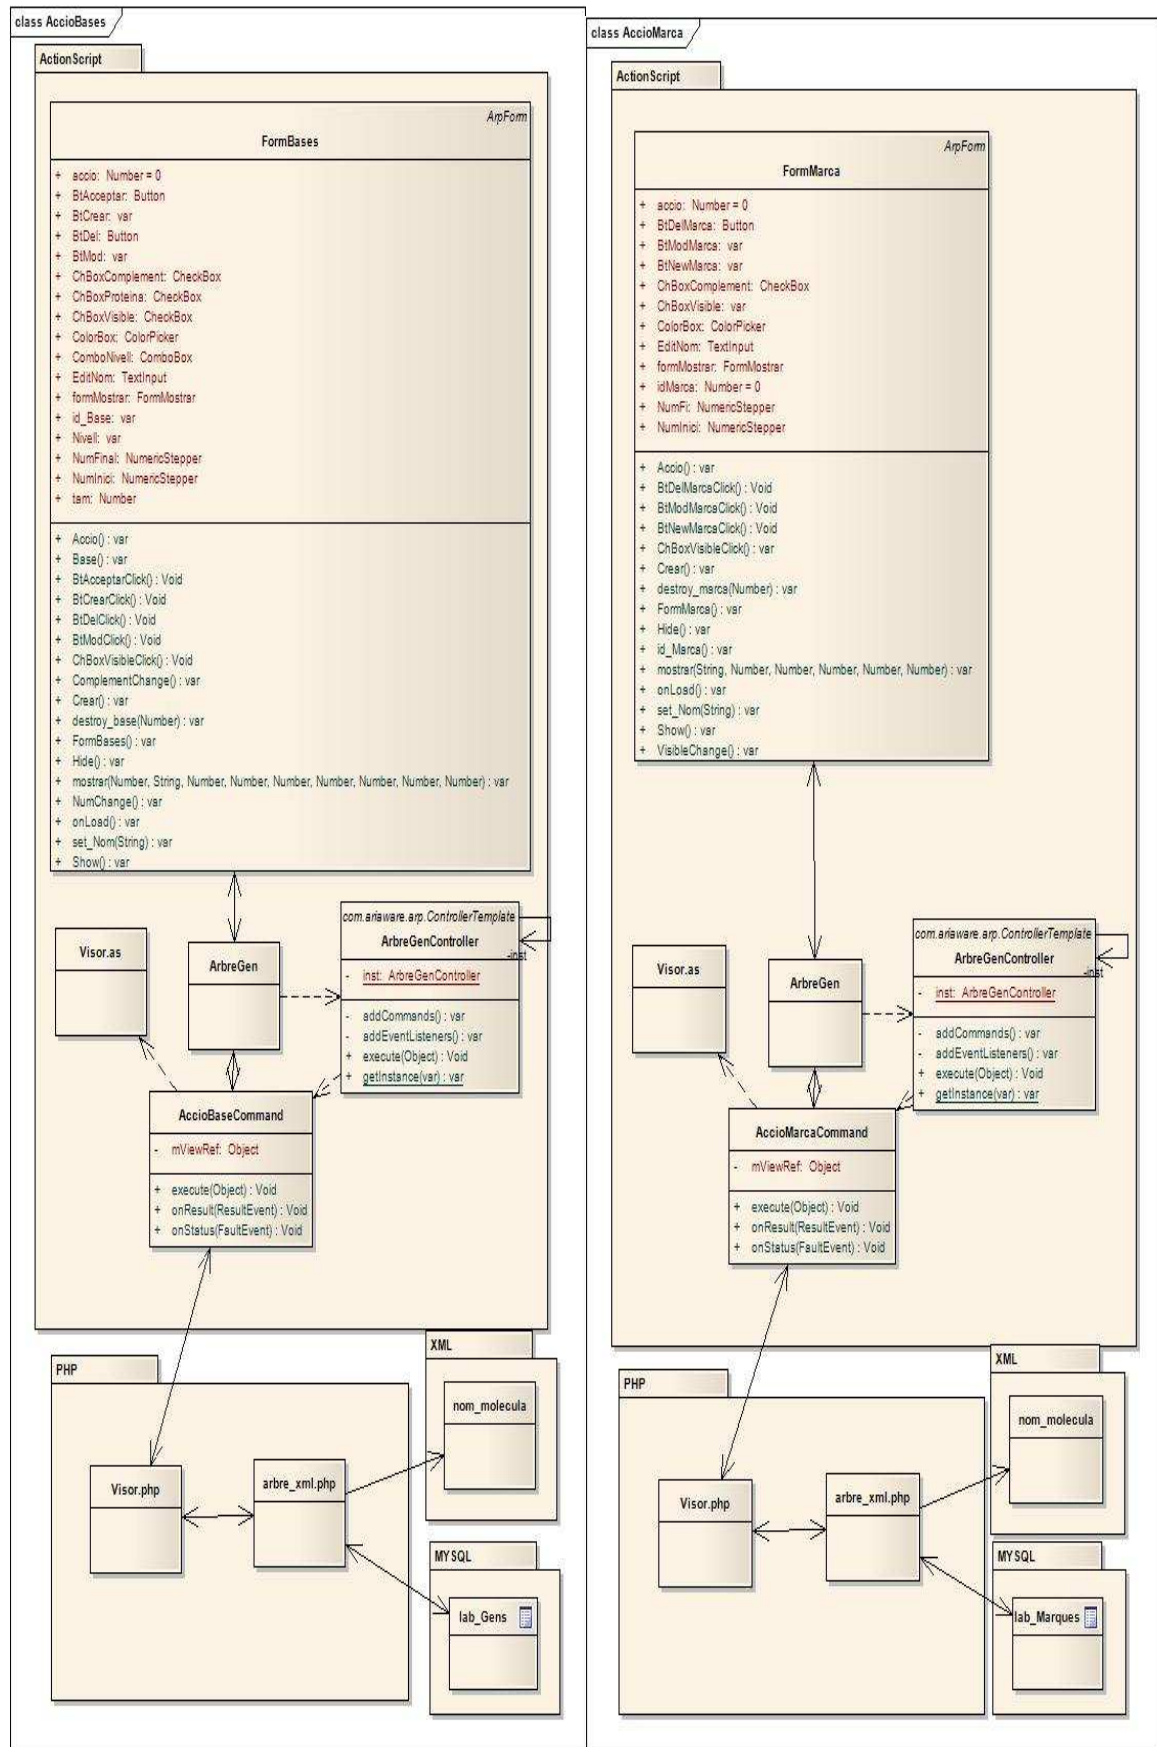 class AccioBases
ActionScript
ArpForm
FormBases
+ accio: Number = 0
+ BtAcceptar: Button
+ BtCrear: var
+ BtDel: Button
+ BtMod: var
+ ChBoxComplement: CheckBox
+ ChBoxProteina: CheckBox
+ ChBoxVisible: CheckBox
+ ColorBox: ColorPicker
+ ComboNivell: ComboBox
+ EditNom: TextInput
+ formMostrar: FormMostrar
+ id_Base: var
+ Nivell: var
+ NumFinal: NumericStepper
+ NumInici: NumericStepper
+ tam: Number
+ Accio() : var
+ Base() : var
+ BtAcceptarClick() : Void
+ BtCrearClick() : Void
+ BtDelClick() : Void
+ BtModClick() : Void
+ ChBoxVisibleClick() : Void
+ ComplementChange() : var
+ Crear() : var
+ destroy_base(Number) : var
+ FormBases() : var
+ Hide() : var
+ mostrar(Number, String, Number, Number, Number, Number, Number, Number, Number) : var
+ NumChange() : var
+ onLoad() : var
+ set_Nom(String) : var
+ Show() : var
Visor.as
ArbreGen
com.ariaware.arp.ControllerTemplate
ArbreGenController
-inst
- inst: ArbreGenController
- addCommands() : var
- addEventListeners() : var
+ execute(Object) : Void
+ getInstance(var) : var
AccioBaseCommand
- mViewRef: Object
+ execute(Object) : Void
+ onResult(ResultEvent) : Void
+ onStatus(FaultEvent) : Void
PHP
Visor.php
arbre_xml.php
XML
nom_molecula
MYSQL
lab_Gens
class AccioMarca
ActionScript
ArpForm
FormMarca
+ accio: Number = 0
+ BtDelMarca: Button
+ BtModMarca: var
+ BtNewMarca: var
+ ChBoxComplement: CheckBox
+ ChBoxVisible: var
+ ColorBox: ColorPicker
+ EditNom: TextInput
+ formMostrar: FormMostrar
+ idMarca: Number = 0
+ NumFi: NumericStepper
+ NumInici: NumericStepper
+ Accio() : var
+ BtDelMarcaClick() : Void
+ BtModMarcaClick() : Void
+ BtNewMarcaClick() : Void
+ ChBoxVisibleClick() : var
+ Crear() : var
+ destroy_marca(Number) : var
+ FormMarca() : var
+ Hide() : var
+ id_Marca() : var
+ mostrar(String, Number, Number, Number, Number, Number) : var
+ onLoad() : var
+ set_Nom(String) : var
+ Show() : var
+ VisibleChange() : var
Visor.as
ArbreGen
com.ariaware.arp.ControllerTemplate
ArbreGenController
-inst
- inst: ArbreGenController
- addCommands() : var
- addEventListeners() : var
+ execute(Object) : Void
+ getInstance(var) : var
AccioMarcaCommand
- mViewRef: Object
+ execute(Object) : Void
+ onResult(ResultEvent) : Void
+ onStatus(FaultEvent) : Void
PHP
Visor.php
arbre_xml.php
XML
nom_molecula
MYSQL
lab_Marques